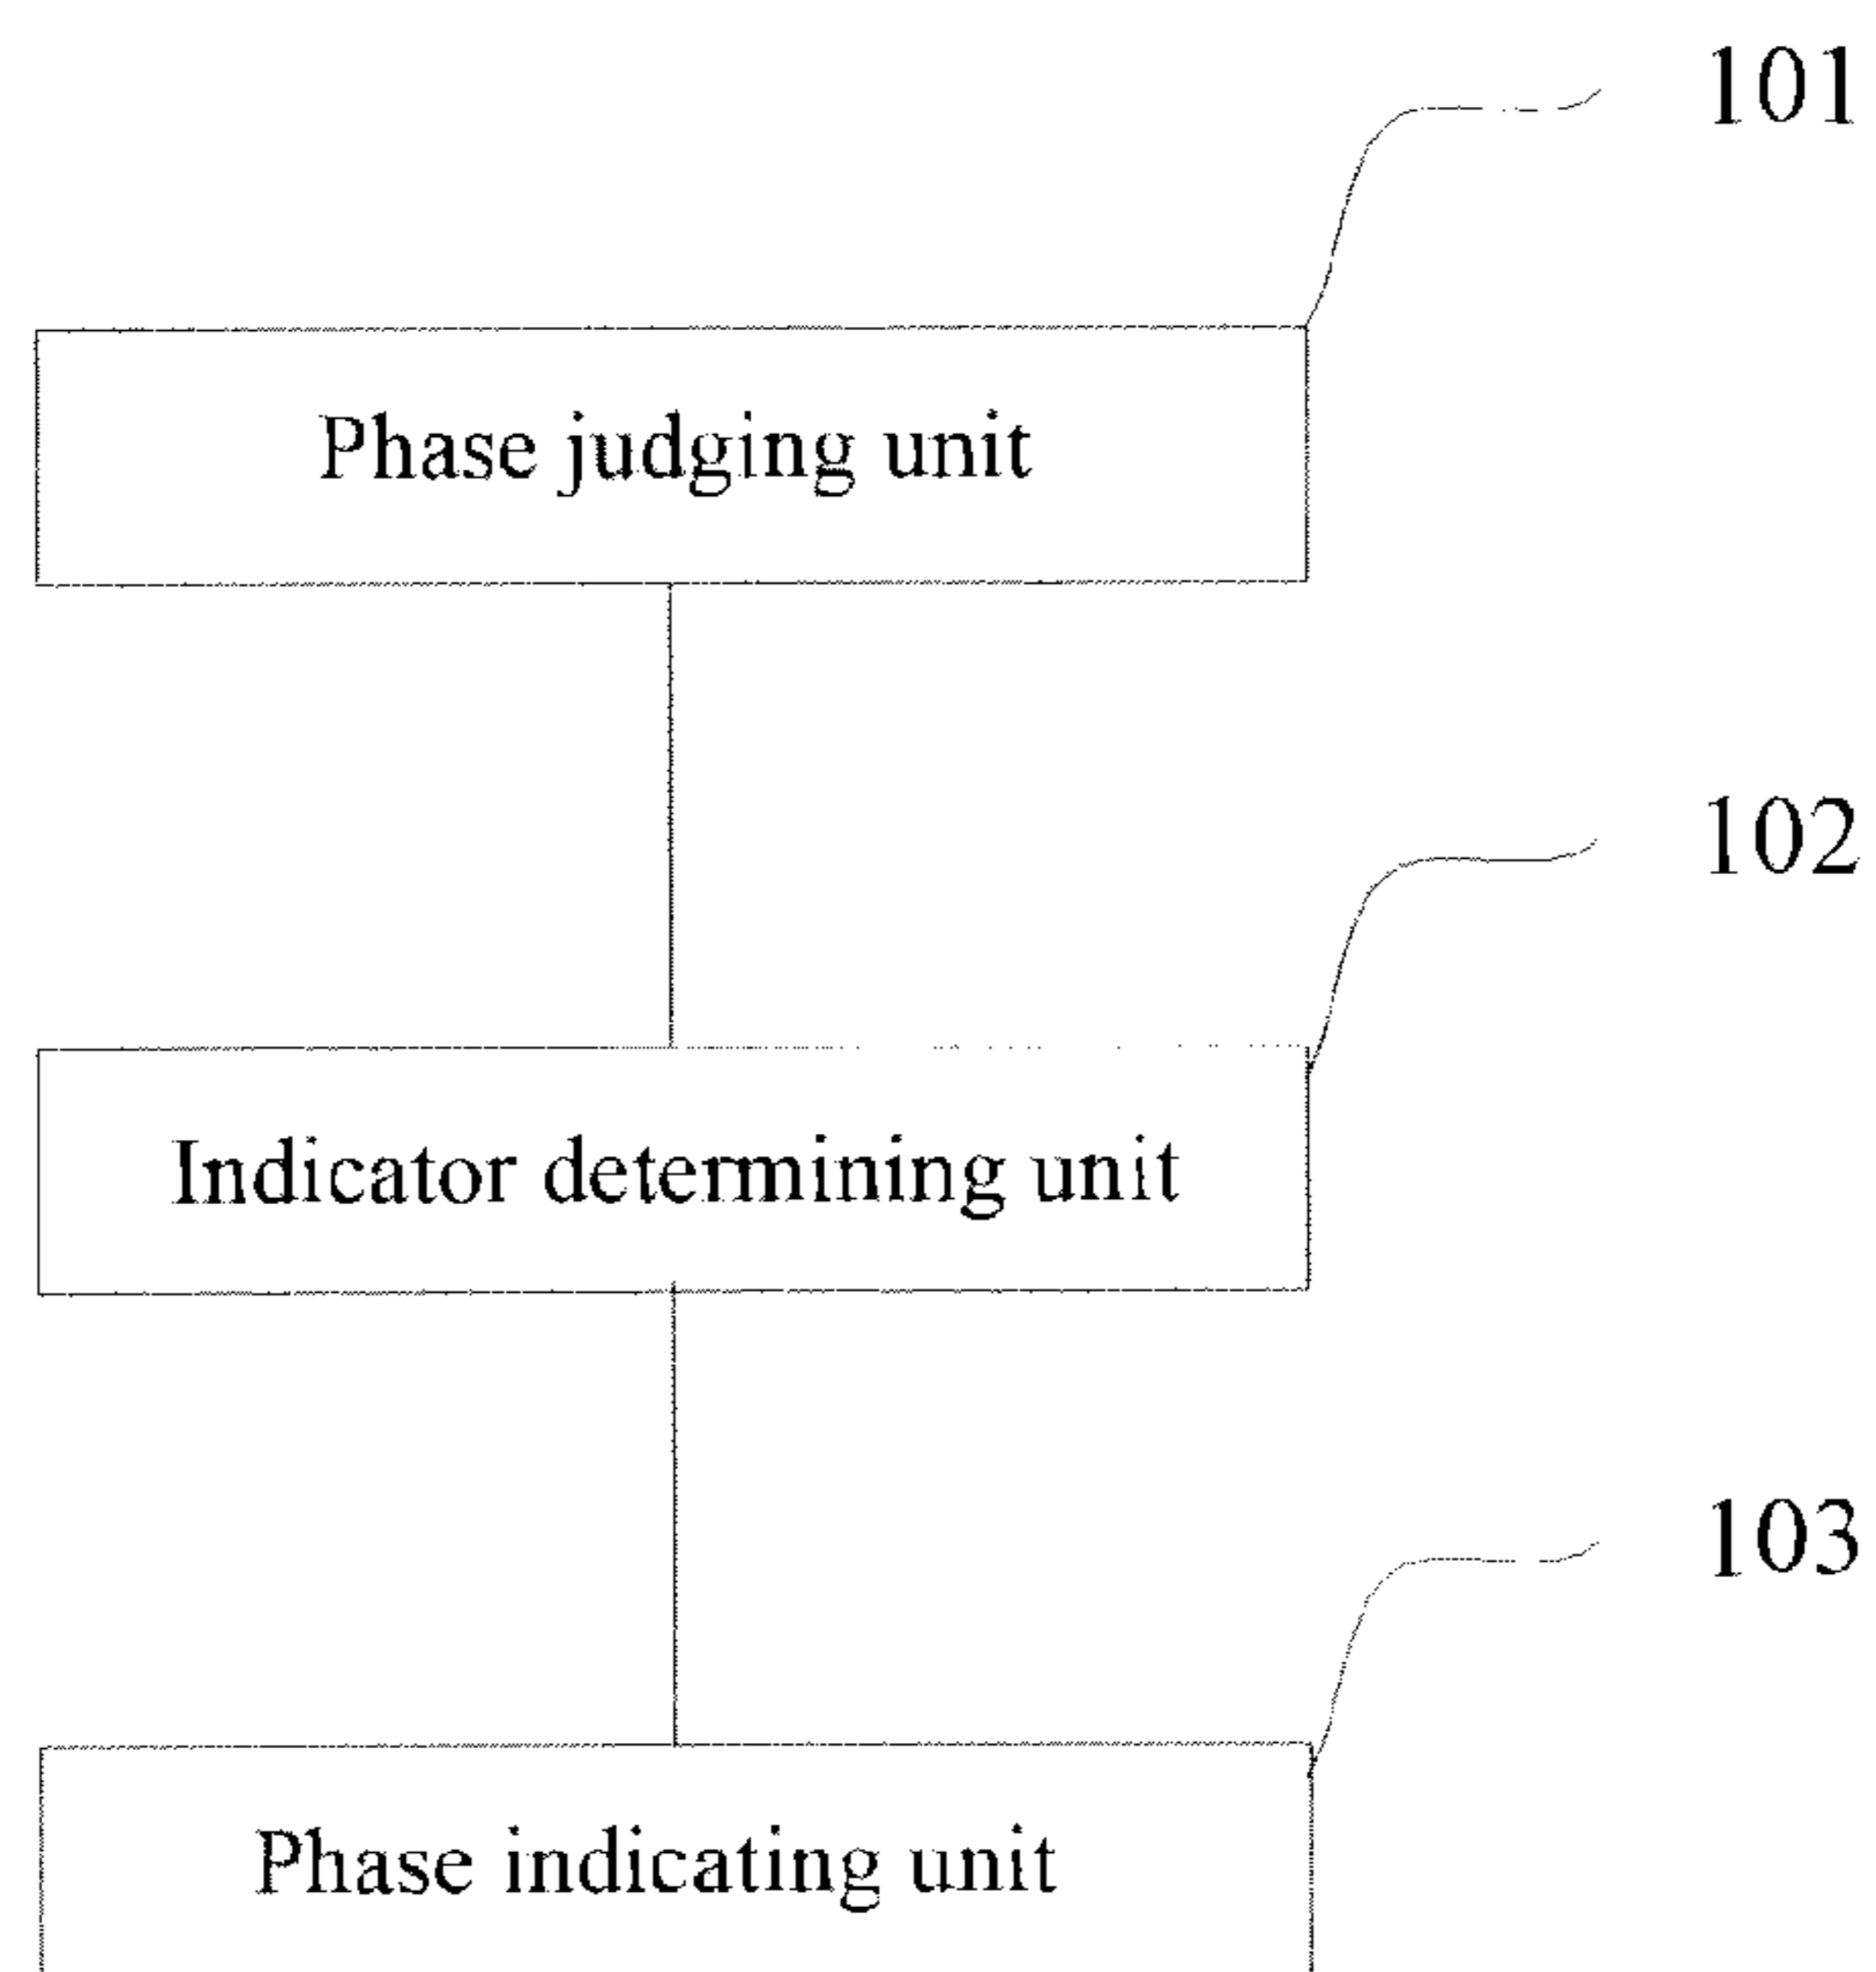 101
Phase judging unit
102
Indicator determining unit
103
Phase indicating unit